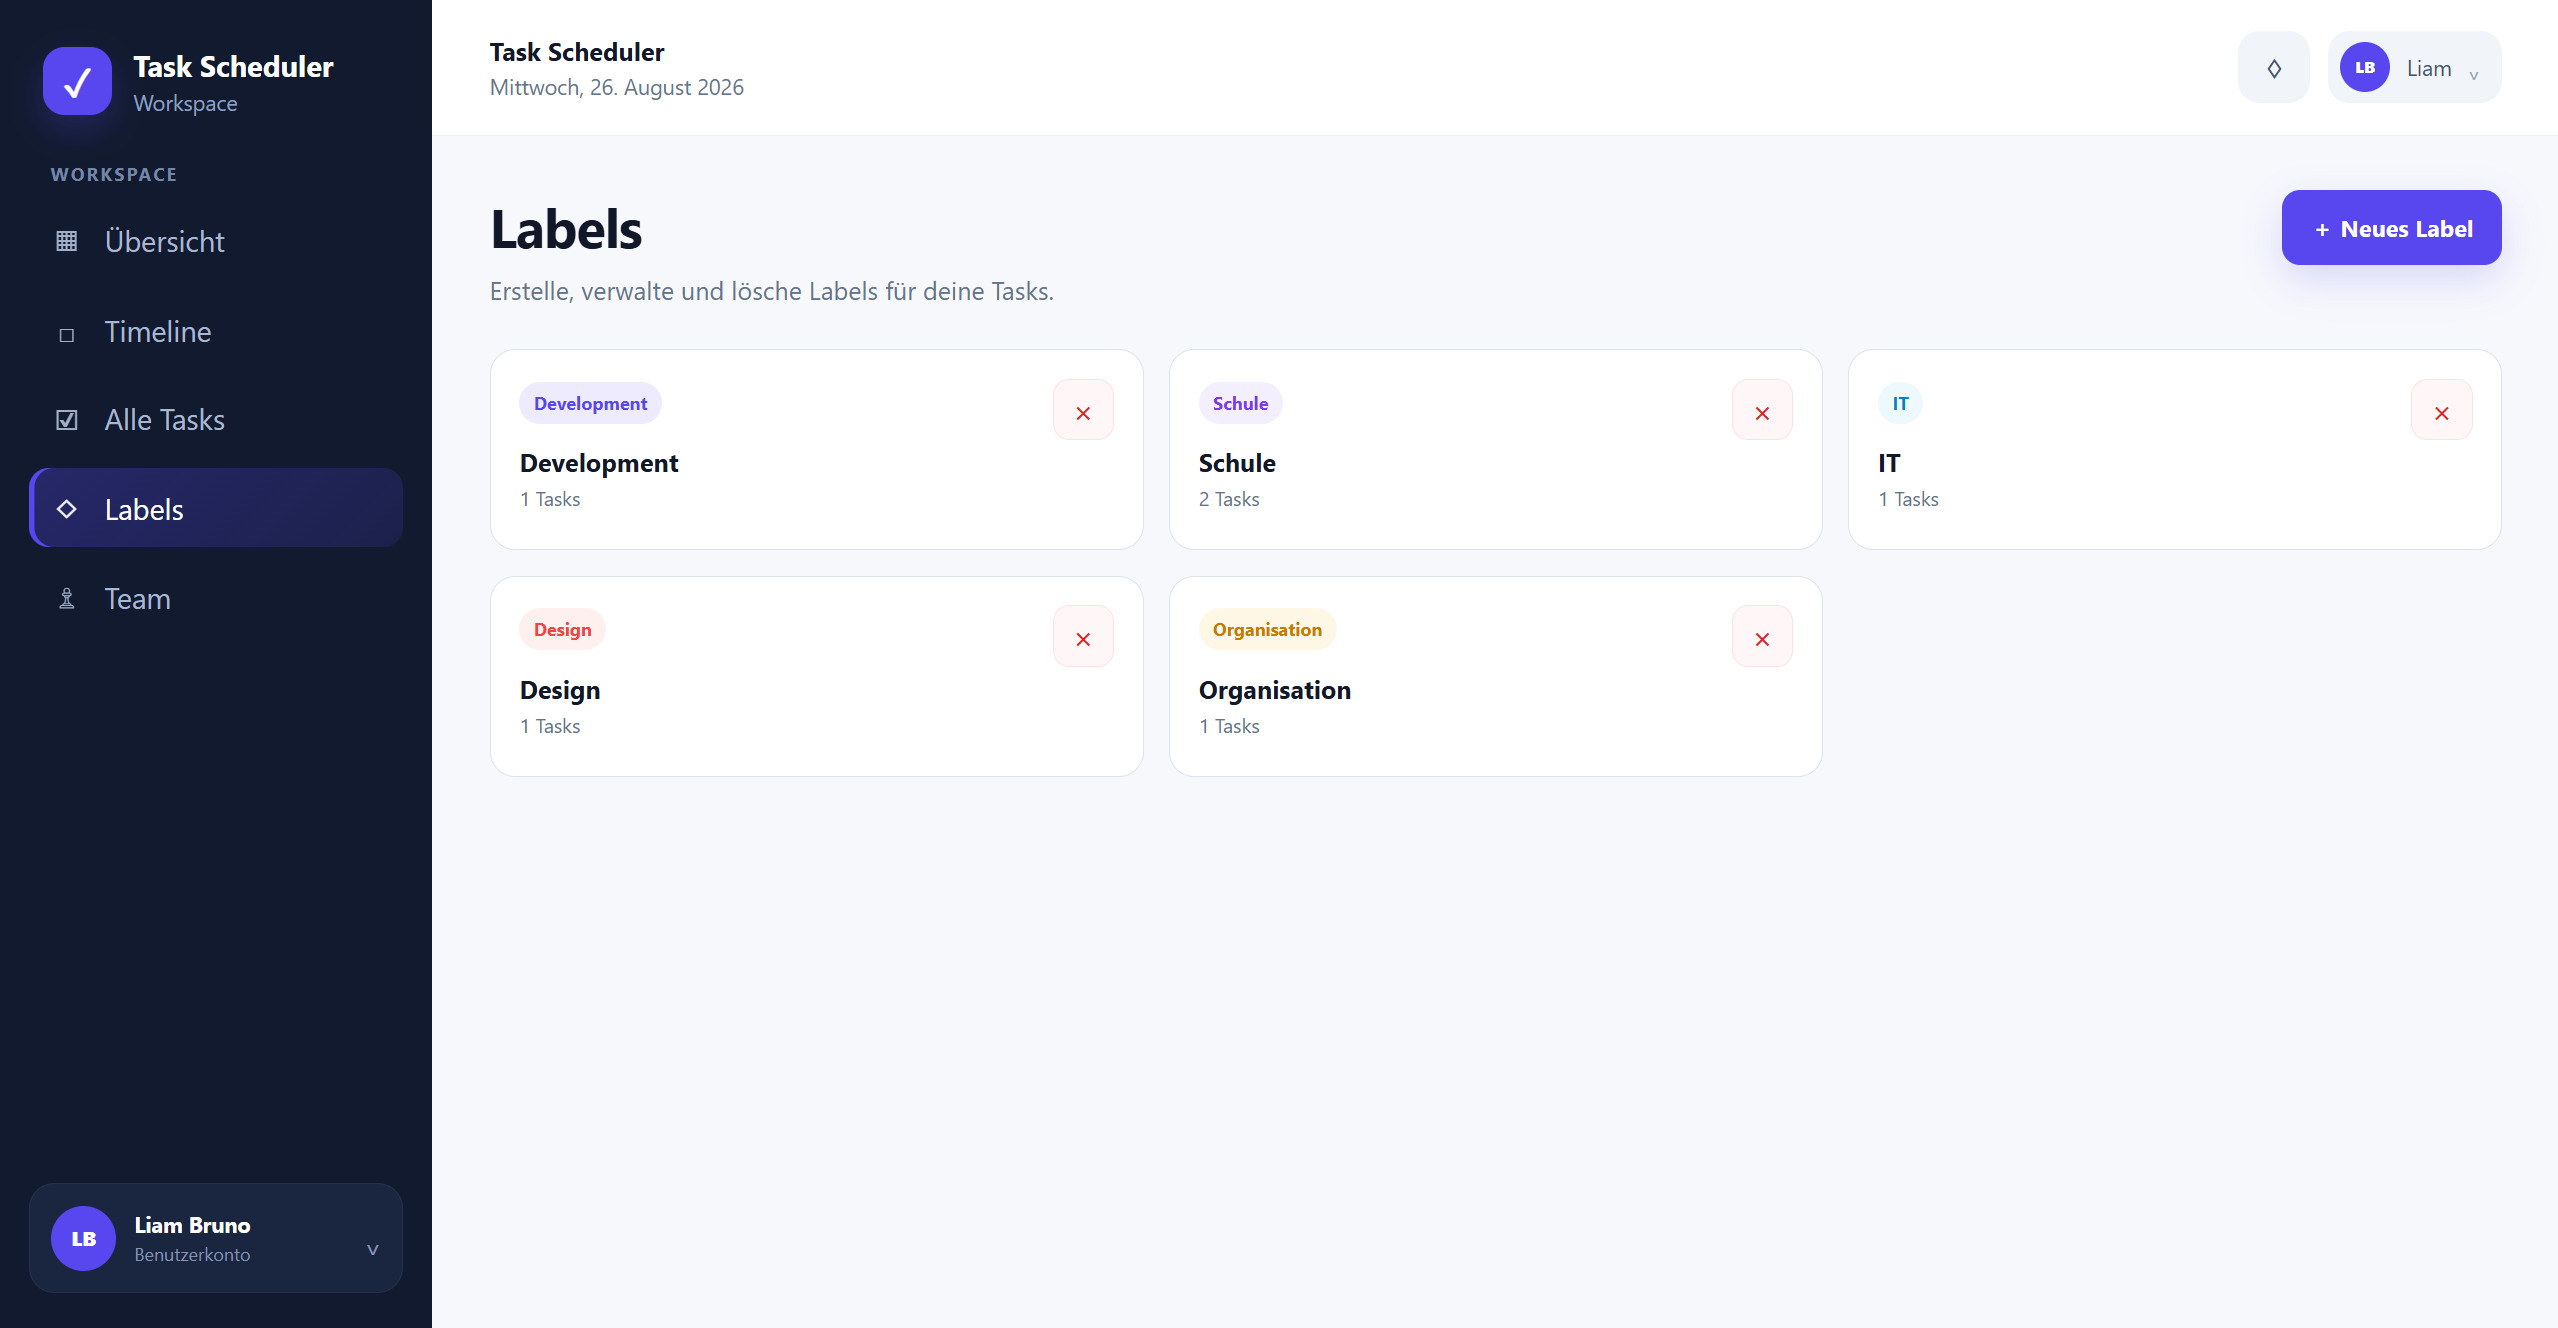 Task Scheduler
Workspace
WORKSPACE
Übersicht
Timeline
Alle Tasks
Labels
Team
LB
Liam Bruno
Benutzerkonto
Task Scheduler
Mittwoch, 26. August 2026
LB Liam
Labels
Erstelle, verwalte und lösche Labels für deine Tasks.
+ Neues Label
Development
Development
1 Tasks
Schule
Schule
2 Tasks
IT
IT
1 Tasks
Design
Design
1 Tasks
Organisation
Organisation
1 Tasks